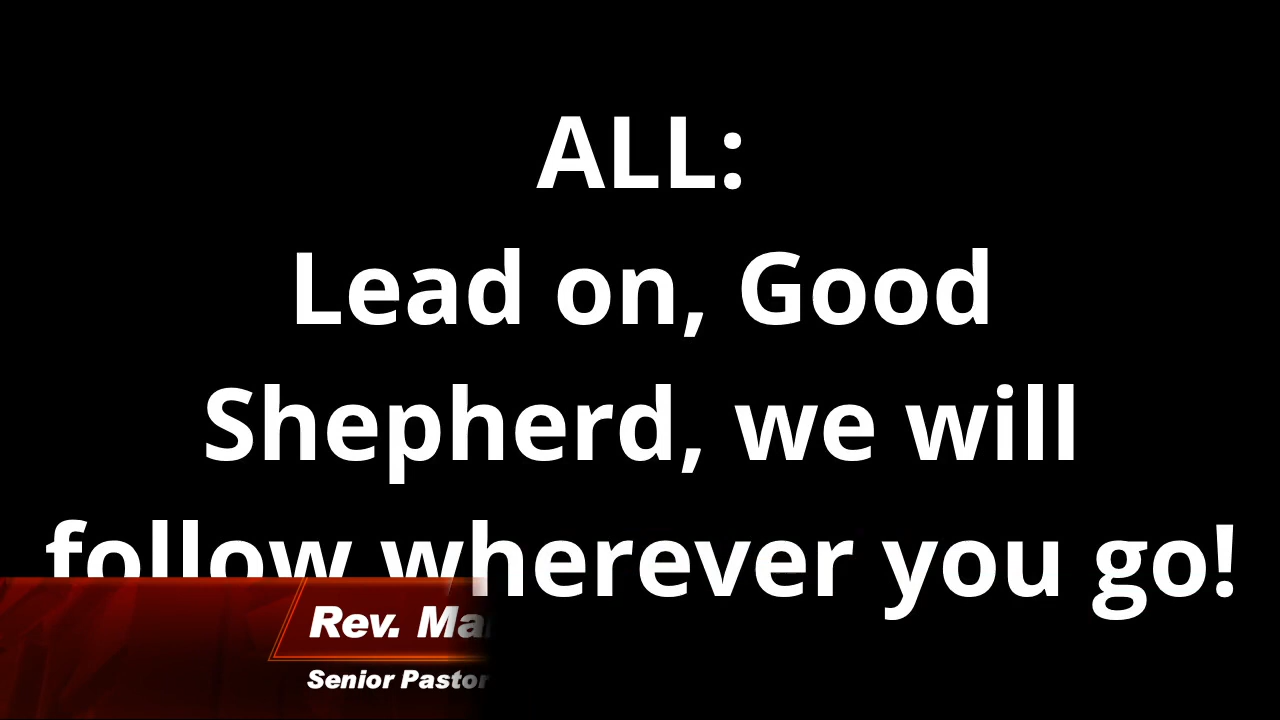 ALL:
Lead on, Good
Shepherd, we will
follow wherever you go!
Rev.
Senior Pastor